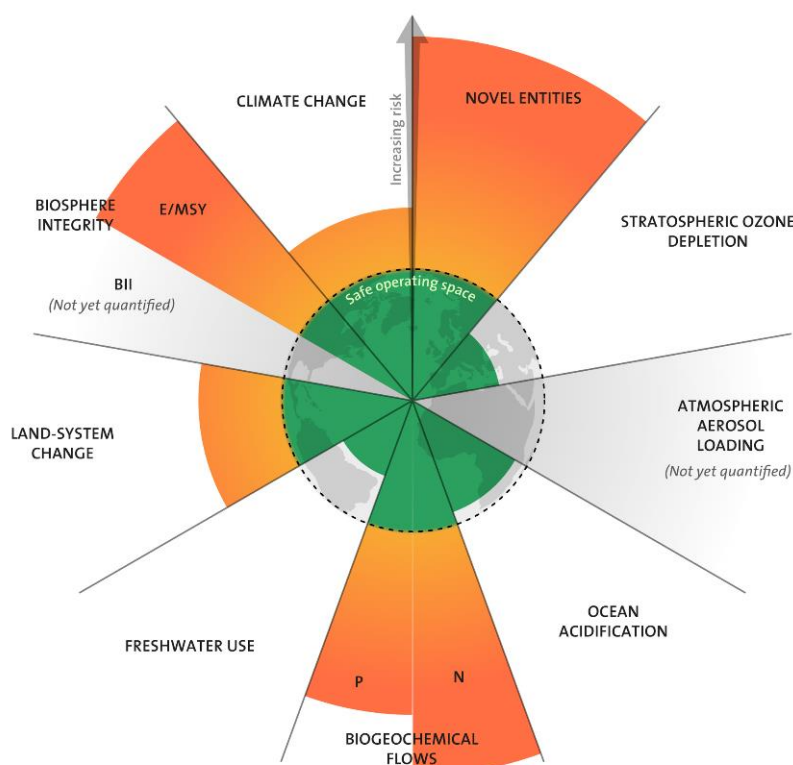 CLIMATE CHANGE
Increasing risk
NOVEL ENTITIES
STRATOSPHERIC OZONE
DEPLETION
ATMOSPHERIC
AEROSOL
LOADING
(Not yet quantified)
OCEAN
ACIDIFICATION
N
P
BIOGEOCHEMICAL
FLOWS
FRESHWATER USE
LAND-SYSTEM
CHANGE
BIOSPHERE
INTEGRITY
E/MSY
BII
(Not yet quantified)
Safe operating space